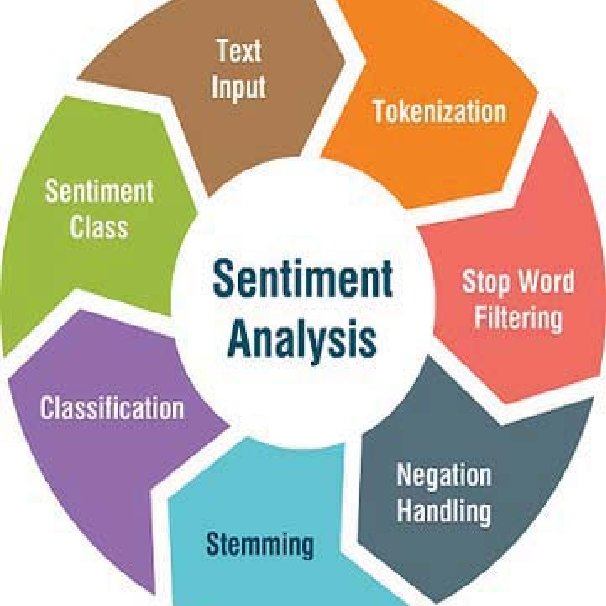 Text
Input
Tokenization
Stop Word
Filtering
Negation
Handling
Stemming
Classification
Sentiment
Class
Sentiment
Analysis